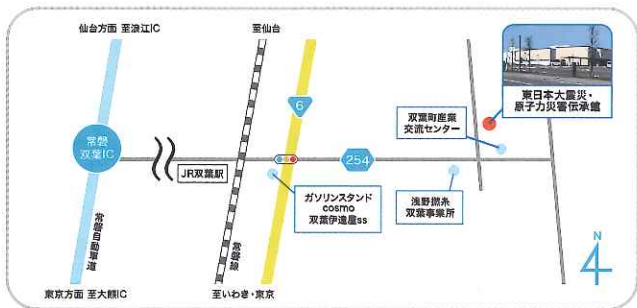 仙台方面 至浪江IC
至仙台
6
東日本大震災・
原子力災害伝承館
双葉町産業
交流センター
常磐
双葉IC
254
JR双葉駅
ガソリンスタンド
cosmo
双葉伊達屋ss
浅野撚糸
双葉事業所
常磐自動車道
常磐線
N
東京方面 至大熊IC
至いわき・東京